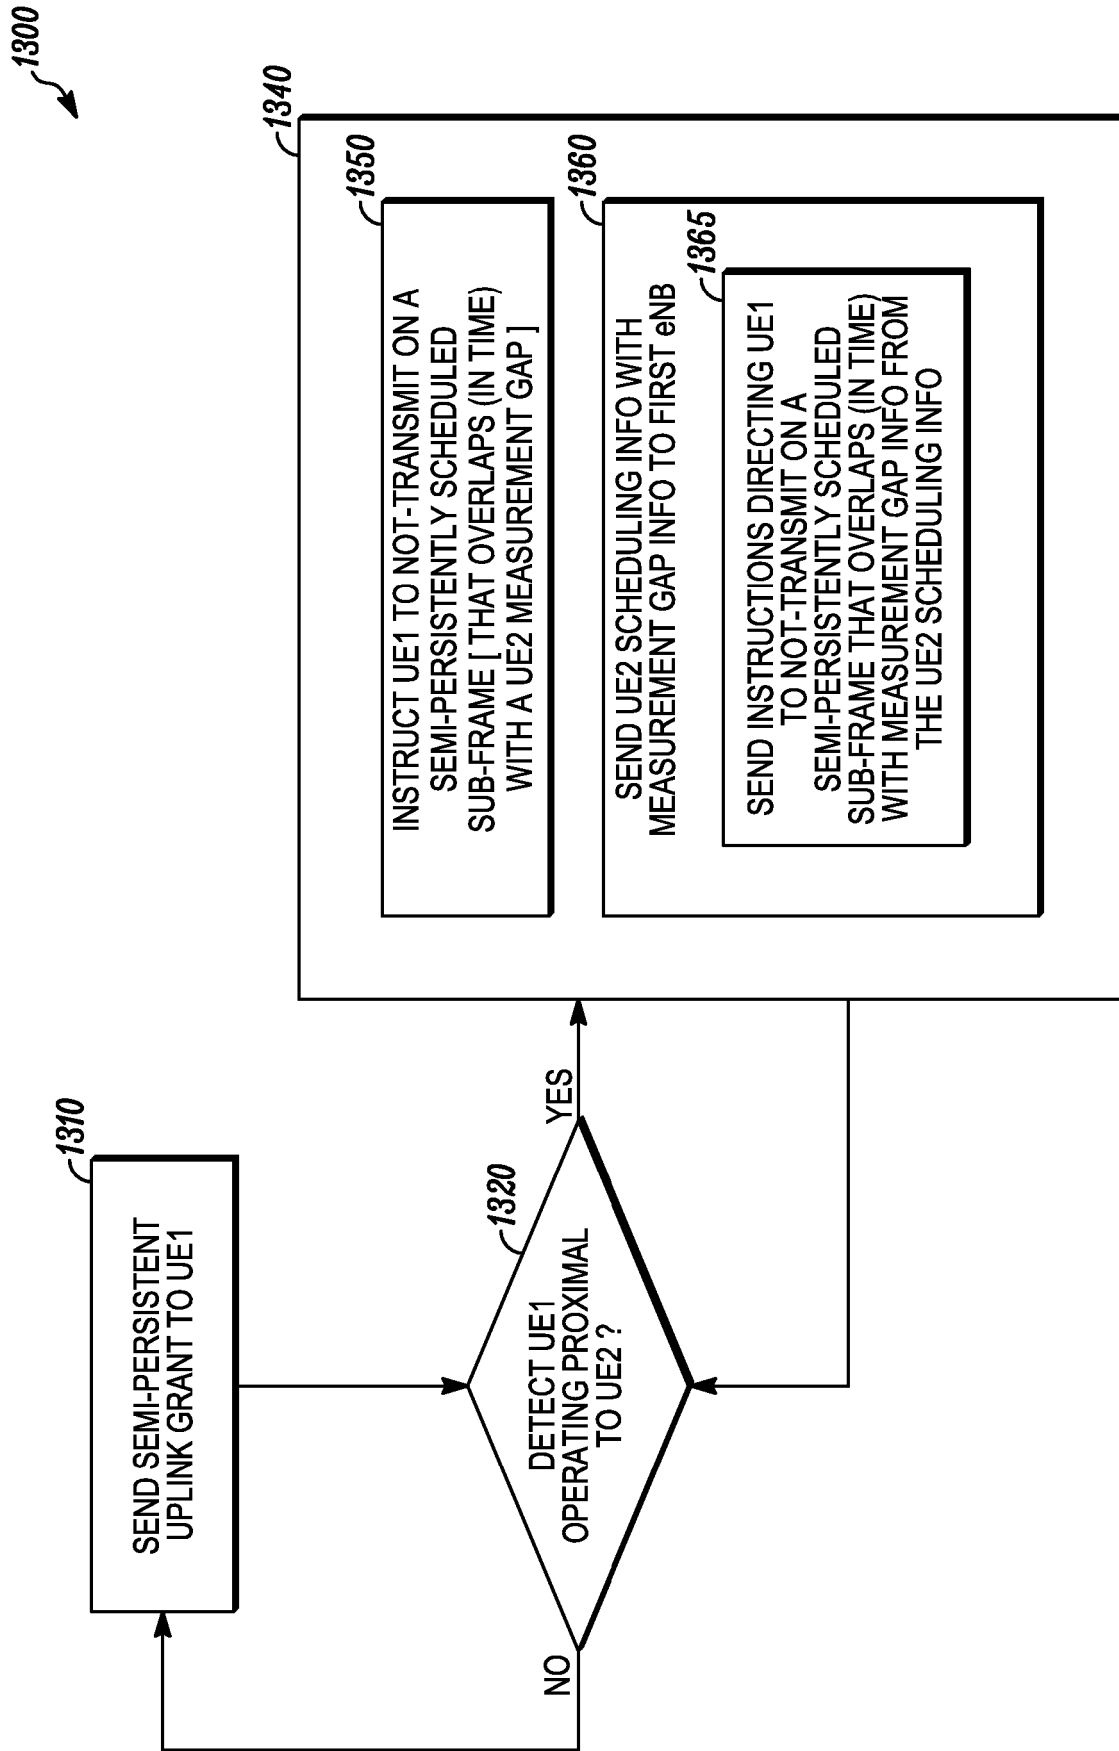 1300
1310
SEND SEMI-PERSISTENT
UPLINK GRANT TO UE1
1320
DETECT UE1
OPERATING PROXIMAL
TO UE2 ?
NO
YES
1340
1350
INSTRUCT UE1 TO NOT-TRANSMIT ON A
SEMI-PERSISTENTLY SCHEDULED
SUB-FRAME [ THAT OVERLAPS (IN TIME)
WITH A UE2 MEASUREMENT GAP ]
1360
SEND UE2 SCHEDULING INFO WITH
MEASUREMENT GAP INFO TO FIRST eNB
1365
SEND INSTRUCTIONS DIRECTING UE1
TO NOT-TRANSMIT ON A
SEMI-PERSISTENTLY SCHEDULED
SUB-FRAME THAT OVERLAPS (IN TIME)
WITH MEASUREMENT GAP INFO FROM
THE UE2 SCHEDULING INFO